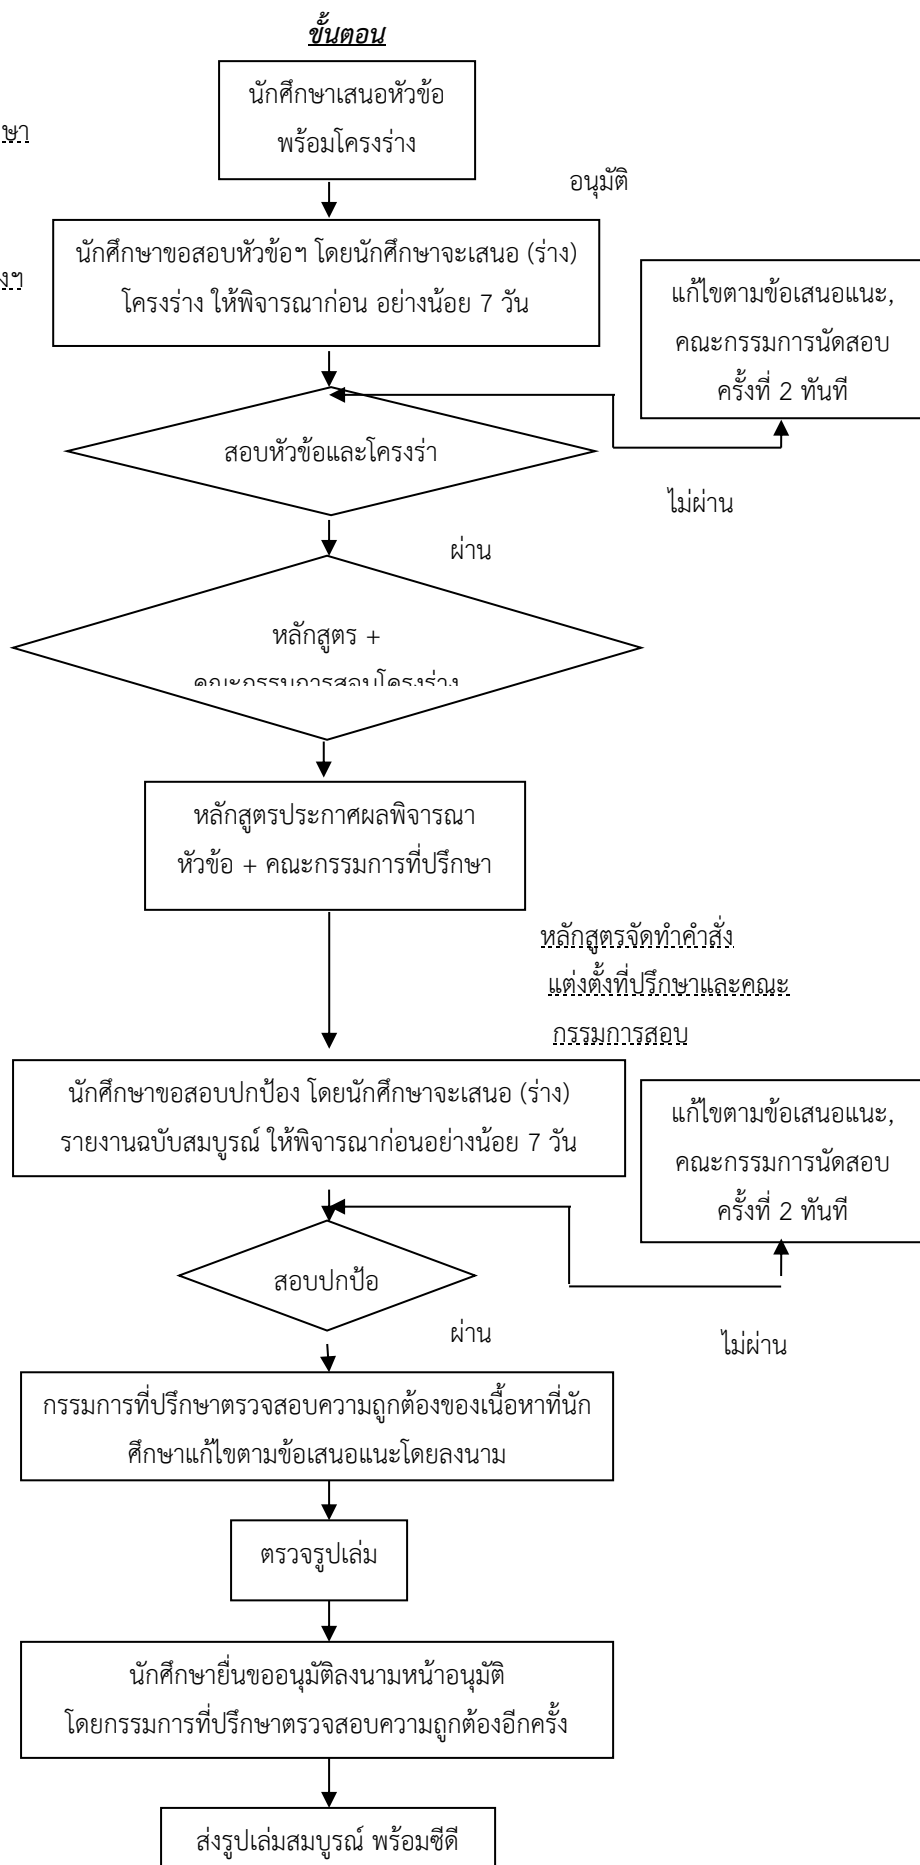 ขั้นตอน
นักศึกษาเสนอหัวข้อ
พร้อมโครงร่าง
ษา
อนุมัติ
นักศึกษาขอสอบหัวข้อฯ โดยนักศึกษาจะเสนอ (ร่าง)
โครงร่าง ให้พิจารณาก่อน อย่างน้อย 7 วัน
งฯ
แก้ไขตามข้อเสนอแนะ,
คณะกรรมการนัดสอบ
ครั้งที่ 2 ทันที
สอบหัวข้อและโครงร่า
ไม่ผ่าน
ผ่าน
หลักสูตร +
คณะกรรมการสอบโครงร่าง
หลักสูตรประกาศผลพิจารณา
หัวข้อ + คณะกรรมการที่ปรึกษา
หลักสูตรจัดทำคำสั่ง
แต่งตั้งที่ปรึกษาและคณะ
กรรมการสอบ
นักศึกษาขอสอบปกป้อง โดยนักศึกษาจะเสนอ (ร่าง)
รายงานฉบับสมบูรณ์ ให้พิจารณาก่อนอย่างน้อย 7 วัน
แก้ไขตามข้อเสนอแนะ,
คณะกรรมการนัดสอบ
ครั้งที่ 2 ทันที
สอบปกป้อ
ผ่าน
ไม่ผ่าน
กรรมการที่ปรึกษาตรวจสอบความถูกต้องของเนื้อหาที่นัก
ศึกษาแก้ไขตามข้อเสนอแนะโดยลงนาม
ตรวจรูปเล่ม
นักศึกษายื่นขออนุมัติลงนามหน้าอนุมัติ
โดยกรรมการที่ปรึกษาตรวจสอบความถูกต้องอีกครั้ง
ส่งรูปเล่มสมบูรณ์ พร้อมซีดี